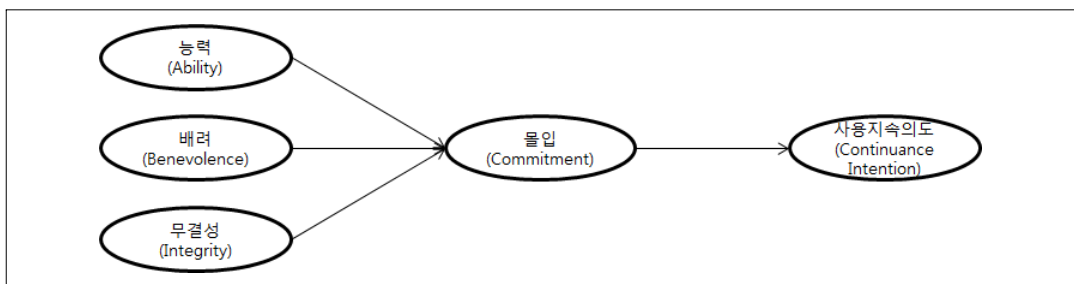 능력
(Ability)
배려
(Benevolence)
무결성
(Integrity)
몰입
(Commitment)
사용지속의도
(Continuance
Intention)